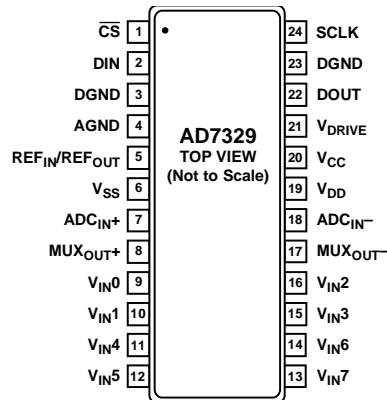 CS 1 24 SCLK
DIN 2 23 DGND
DGND 3 22 DOUT
AGND 4 21 VDRIVE
REFIN/REFOUT 5 20 VCC
VSS 6 19 VDD
ADCIN+ 7 18 ADCIN–
MUXOUT+ 8 17 MUXOUT–
VIN0 9 16 VIN2
VIN1 10 15 VIN3
VIN4 11 14 VIN6
VIN5 12 13 VIN7
AD7329
TOP VIEW
(Not to Scale)